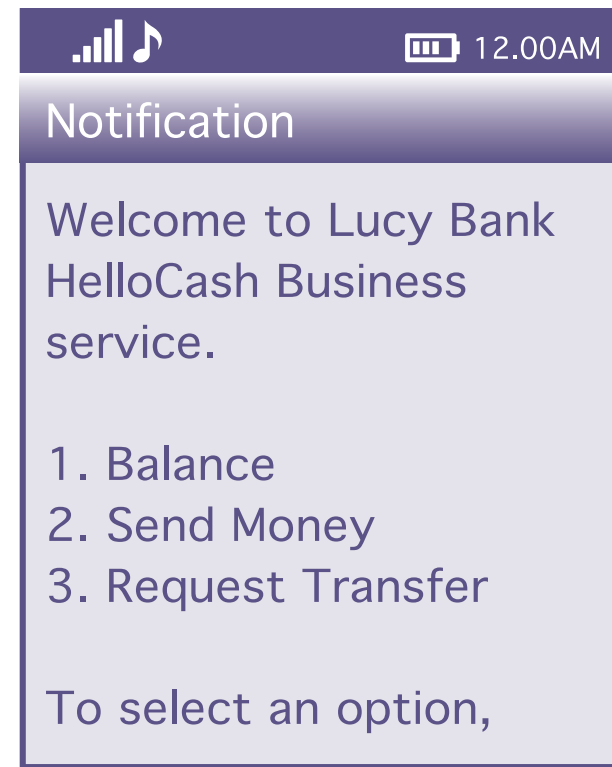 12.00AM
Notification
Welcome to Lucy Bank
HelloCash Business
service.
1. Balance
2. Send Money
3. Request Transfer
To select an option,